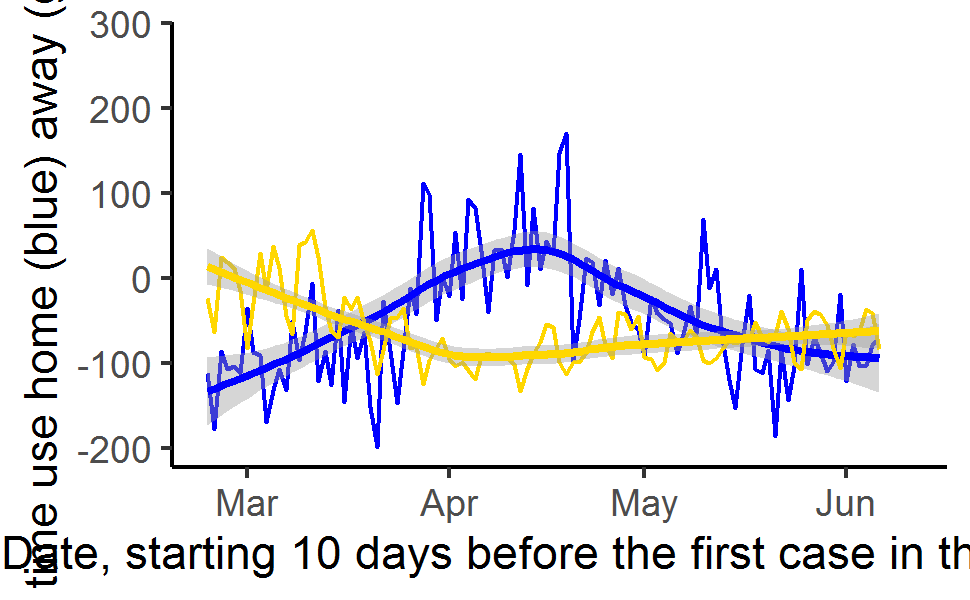 300
200
100
0
-100
-200
time use home (blue) away (
Mar Apr May Jun
Date, starting 10 days before the first case in th